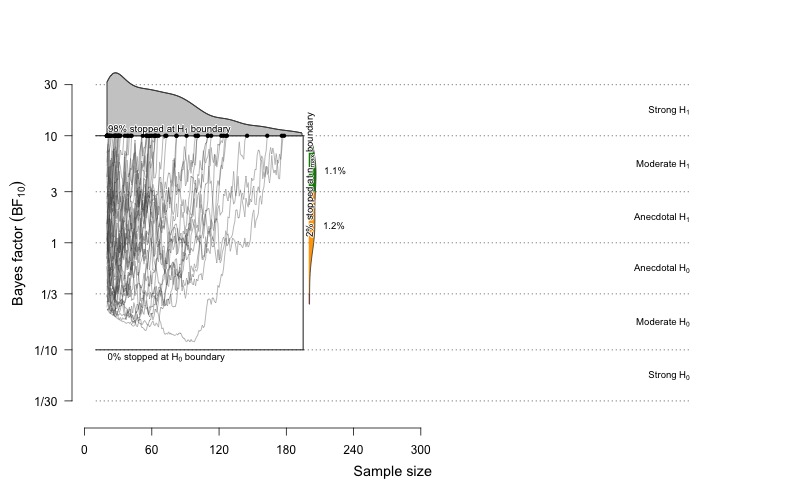 30
Strong H1
98% stopped at H1 boundary
10
2% stopped at nmax boundary
Moderate H1
1.1%
3
Anecdotal H1
1.2%
1
Anecdotal H0
1/3
Moderate H0
1/10
0% stopped at H0 boundary
Strong H0
1/30
Bayes factor (BF10)
0 60 120 180 240 300
Sample size